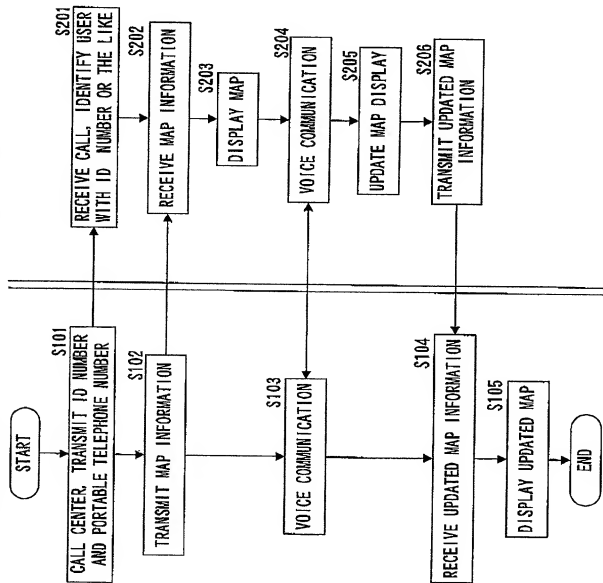 START
S101
CALL CENTER, TRANSMIT ID NUMBER
AND PORTABLE TELEPHONE NUMBER
S102
TRANSMIT MAP INFORMATION
S103
VOICE COMMUNICATION
S104
RECEIVE UPDATED MAP INFORMATION
S105
DISPLAY UPDATED MAP
END
S201
RECEIVE CALL, IDENTIFY USER
WITH ID NUMBER OR THE LIKE
S202
RECEIVE MAP INFORMATION
S203
DISPLAY MAP
S204
VOICE COMMUNICATION
S205
UPDATE MAP DISPLAY
S206
TRANSMIT UPDATED MAP
INFORMATION